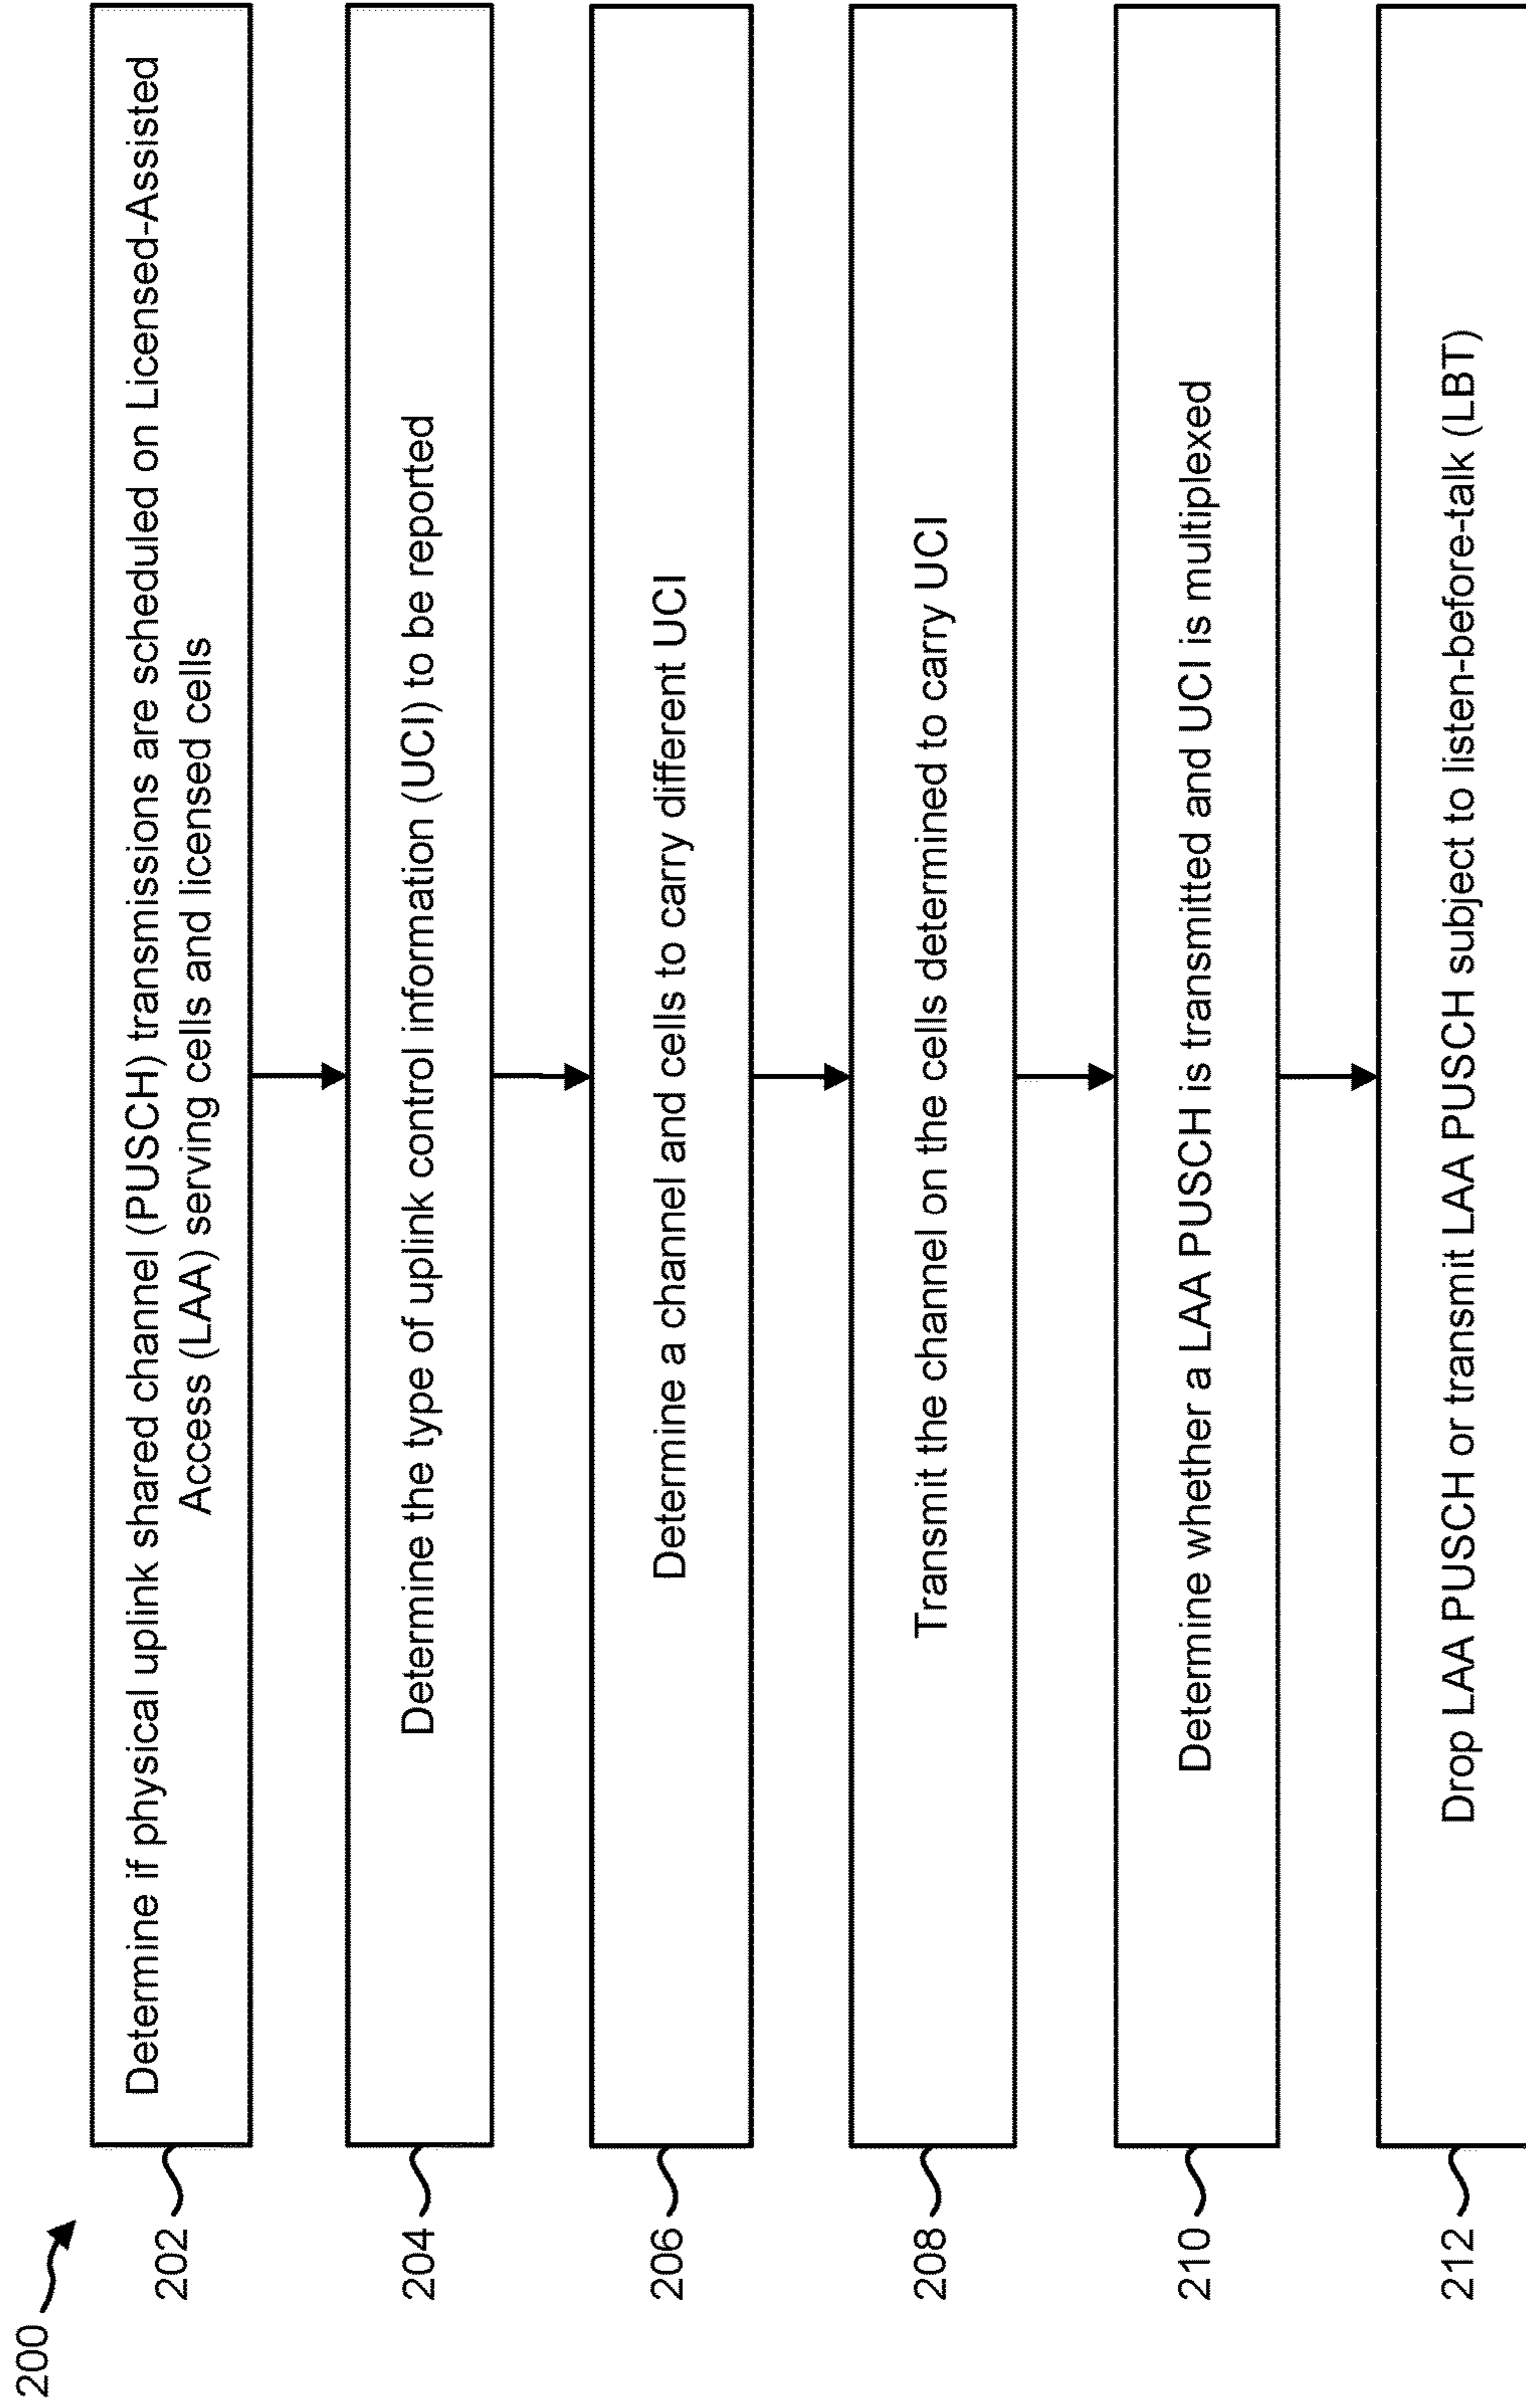 200
202
Determine if physical uplink shared channel (PUSCH) transmissions are scheduled on Licensed-Assisted
Access (LAA) serving cells and licensed cells
204
Determine the type of uplink control information (UCI) to be reported
206
Determine a channel and cells to carry different UCI
208
Transmit the channel on the cells determined to carry UCI
210
Determine whether a LAA PUSCH is transmitted and UCI is multiplexed
212
Drop LAA PUSCH or transmit LAA PUSCH subject to listen-before-talk (LBT)